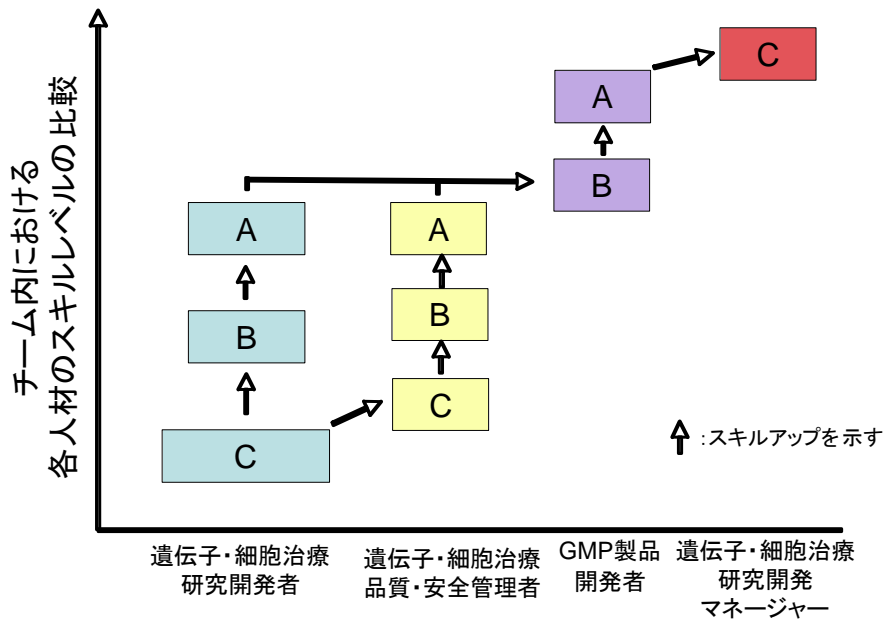 チーム内における
各人材のスキルレベルの比較
C
A
A
B
A
A
B
B
C
C
:スキルアップを示す
遺伝子・細胞治療
研究開発者
遺伝子・細胞治療
品質・安全管理者
GMP製品
開発者
遺伝子・細胞治療
研究開発
マネージャー